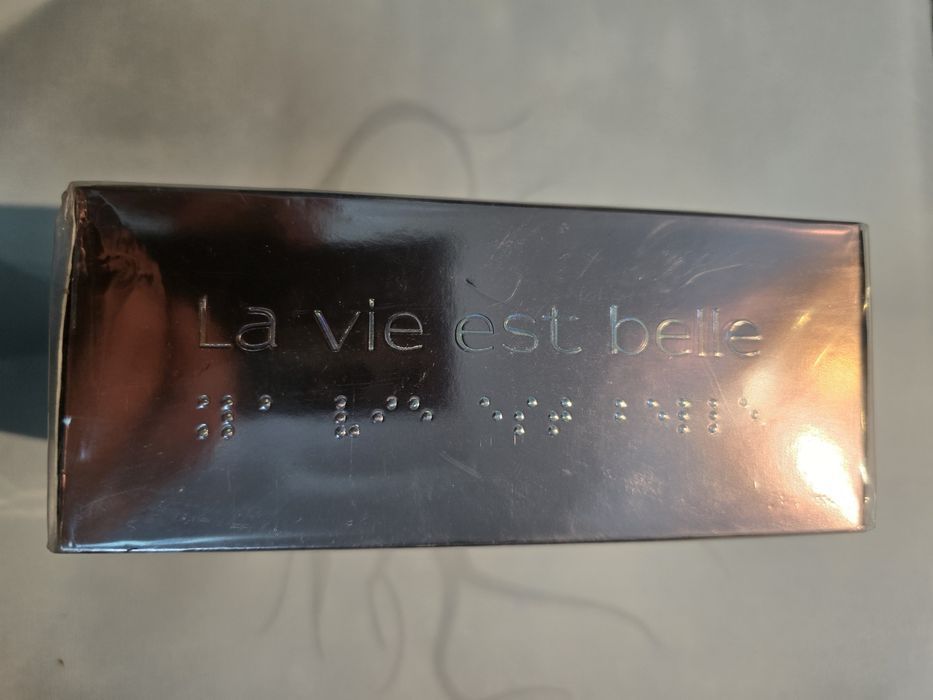 La vie est belle
⠭⠇⠁ ⠧⠊⠑ ⠑⠎⠞ ⠃⠑⠇⠇⠑